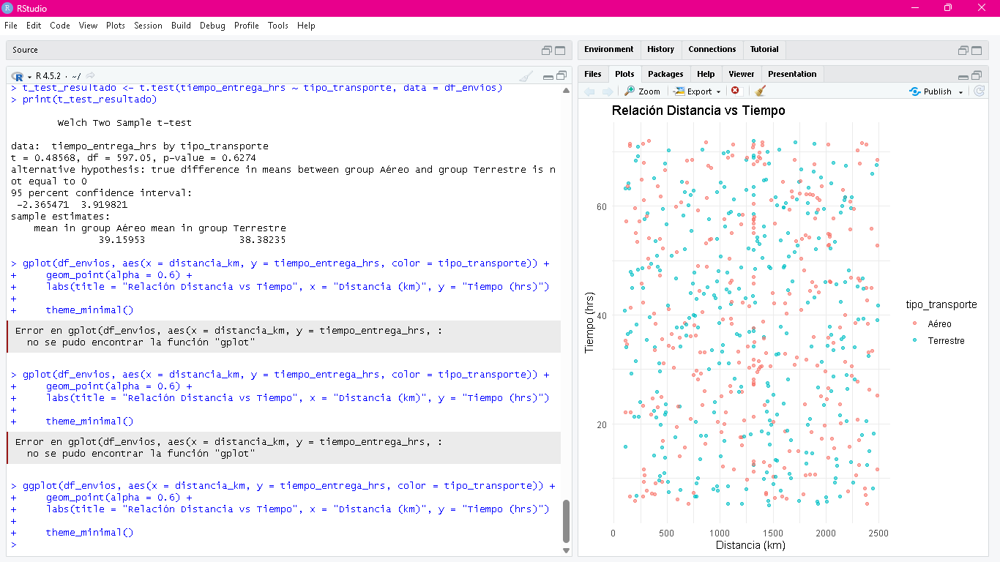 RStudio
File Edit Code View Plots Session Build Debug Profile Tools Help
Source
R 4.5.2 · ~/
> t_test_resultado <- t.test(tiempo_entrega_hrs ~ tipo_transporte, data = df_envios)
> print(t_test_resultado)
Welch Two Sample t-test
data:  tiempo_entrega_hrs by tipo_transporte
t = 0.48568, df = 597.05, p-value = 0.6274
alternative hypothesis: true difference in means between group Aéreo and group Terrestre is n
ot equal to 0
95 percent confidence interval:
-2.365471  3.919821
sample estimates:
mean in group Aéreo mean in group Terrestre
39.15953 38.38235
> gplot(df_envios, aes(x = distancia_km, y = tiempo_entrega_hrs, color = tipo_transporte)) +
+     geom_point(alpha = 0.6) +
+     labs(title = "Relación Distancia vs Tiempo", x = "Distancia (km)", y = "Tiempo (hrs)")
+
+     theme_minimal()
Error en gplot(df_envios, aes(x = distancia_km, y = tiempo_entrega_hrs, :
no se pudo encontrar la función "gplot"
> gplot(df_envios, aes(x = distancia_km, y = tiempo_entrega_hrs, color = tipo_transporte)) +
+     geom_point(alpha = 0.6) +
+     labs(title = "Relación Distancia vs Tiempo", x = "Distancia (km)", y = "Tiempo (hrs)")
+
+     theme_minimal()
Error en gplot(df_envios, aes(x = distancia_km, y = tiempo_entrega_hrs, :
no se pudo encontrar la función "gplot"
> ggplot(df_envios, aes(x = distancia_km, y = tiempo_entrega_hrs, color = tipo_transporte)) +
+     geom_point(alpha = 0.6) +
+     labs(title = "Relación Distancia vs Tiempo", x = "Distancia (km)", y = "Tiempo (hrs)")
+
+     theme_minimal()
>
Environment History Connections Tutorial
Files Plots Packages Help Viewer Presentation
Zoom Export Publish
Relación Distancia vs Tiempo
60
40
20
Tiempo (hrs)
0 500 1000 1500 2000 2500
Distancia (km)
tipo_transporte
Aéreo
Terrestre